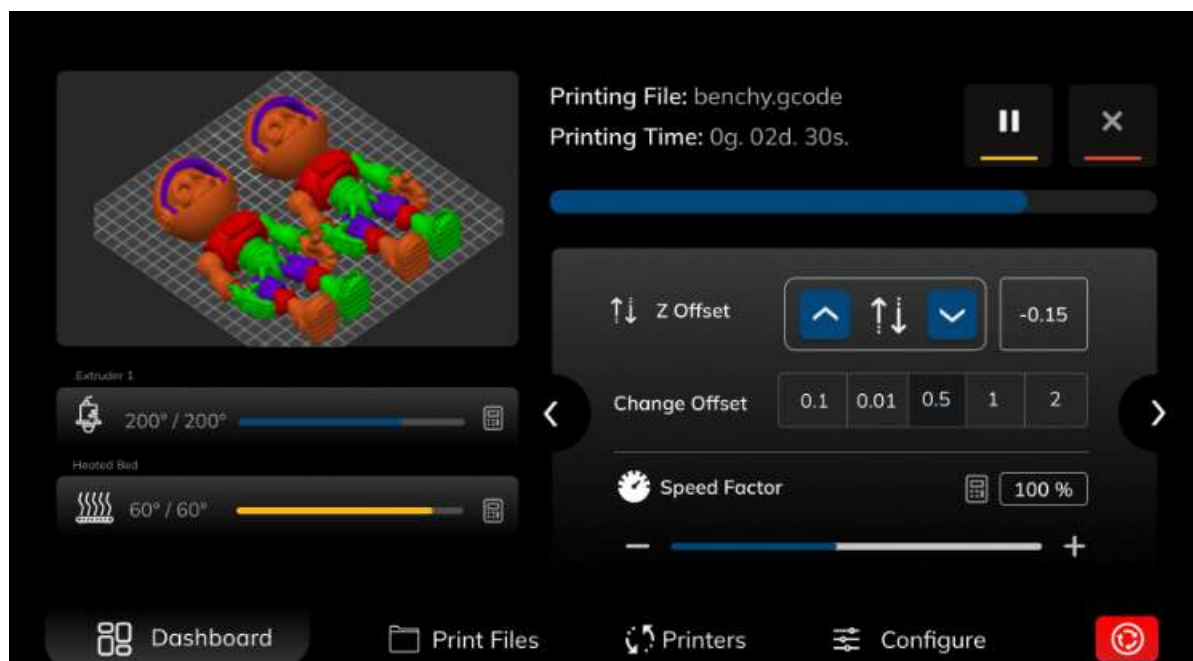 Printing File: benchy.gcode
Printing Time: 0g. 02d. 30s.
Z Offset
-0.15
Extruder 1
200° / 200°
Change Offset
0.1 0.01 0.5 1 2
Heated Bed
60° / 60°
Speed Factor
100 %
Dashboard
Print Files
Printers
Configure